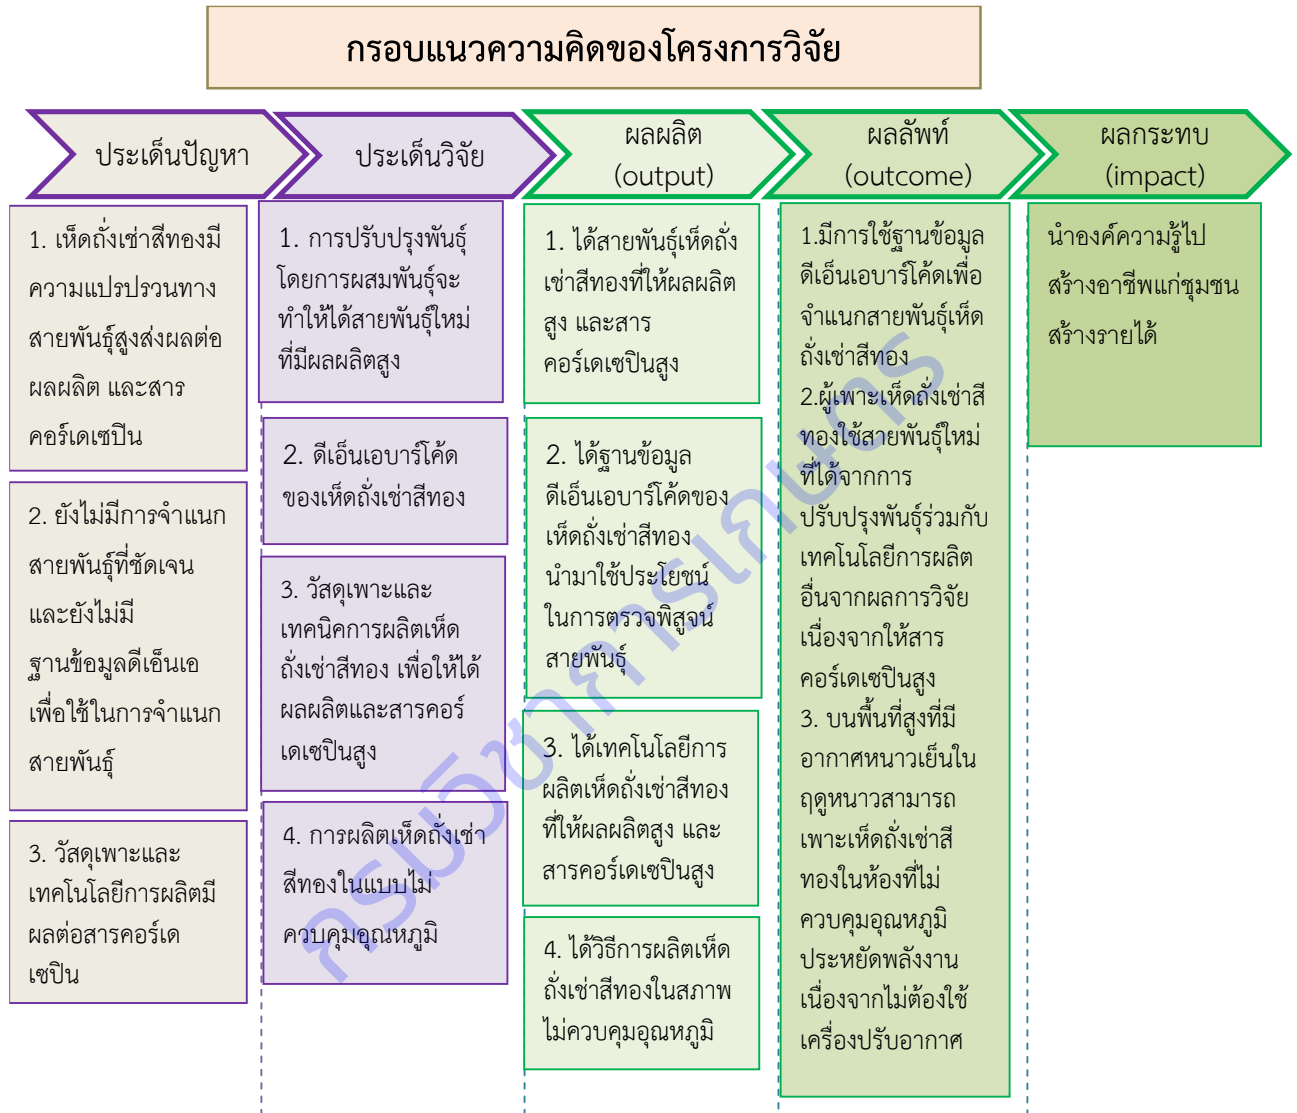 กรอบแนวความคิดของโครงการวิจัย
ประเด็นปัญหา
1. เห็ดถั่งเช่าสีทองมี
ความแปรปรวนทาง
สายพันธุ์สูงส่งผลต่อ
ผลผลิต และสาร
คอร์เดเซปิน
2. ยังไม่มีการจำแนก
สายพันธุ์ที่ชัดเจน
และยังไม่มี
ฐานข้อมูลดีเอ็นเอ
เพื่อใช้ในการจำแนก
สายพันธุ์
3. วัสดุเพาะและ
เทคโนโลยีการผลิตมี
ผลต่อสารคอร์เด
เซปิน
ประเด็นวิจัย
1. การปรับปรุงพันธุ์
โดยการผสมพันธุ์จะ
ทำให้ได้สายพันธุ์ใหม่
ที่มีผลผลิตสูง
2. ดีเอ็นเอบาร์โค้ด
ของเห็ดถั่งเช่าสีทอง
3. วัสดุเพาะและ
เทคนิคการผลิตเห็ด
ถั่งเช่าสีทอง เพื่อให้ได้
ผลผลิตและสารคอร์
เดเซปินสูง
4. การผลิตเห็ดถั่งเช่า
สีทองในแบบไม่
ควบคุมอุณหภูมิ
ผลผลิต
(output)
1. ได้สายพันธุ์เห็ดถั่ง
เช่าสีทองที่ให้ผลผลิต
สูง และสาร
คอร์เดเซปินสูง
2. ได้ฐานข้อมูล
ดีเอ็นเอบาร์โค้ดของ
เห็ดถั่งเช่าสีทอง
นำมาใช้ประโยชน์
ในการตรวจพิสูจน์
สายพันธุ์
3. ได้เทคโนโลยีการ
ผลิตเห็ดถั่งเช่าสีทอง
ที่ให้ผลผลิตสูง และ
สารคอร์เดเซปินสูง
4. ได้วิธีการผลิตเห็ด
ถั่งเช่าสีทองในสภาพ
ไม่ควบคุมอุณหภูมิ
ผลลัพท์
(outcome)
1.มีการใช้ฐานข้อมูล
ดีเอ็นเอบาร์โค้ดเพื่อ
จำแนกสายพันธุ์เห็ด
ถั่งเช่าสีทอง
2.ผู้เพาะเห็ดถั่งเช่าสี
ทองใช้สายพันธุ์ใหม่
ที่ได้จากการ
ปรับปรุงพันธุ์ร่วมกับ
เทคโนโลยีการผลิต
อื่นจากผลการวิจัย
เนื่องจากให้สาร
คอร์เดเซปินสูง
3. บนพื้นที่สูงที่มี
อากาศหนาวเย็นใน
ฤดูหนาวสามารถ
เพาะเห็ดถั่งเช่าสี
ทองในห้องที่ไม่
ควบคุมอุณหภูมิ
ประหยัดพลังงาน
เนื่องจากไม่ต้องใช้
เครื่องปรับอากาศ
ผลกระทบ
(impact)
นำองค์ความรู้ไป
สร้างอาชีพแก่ชุมชน
สร้างรายได้
กรมวิชาการเกษตร